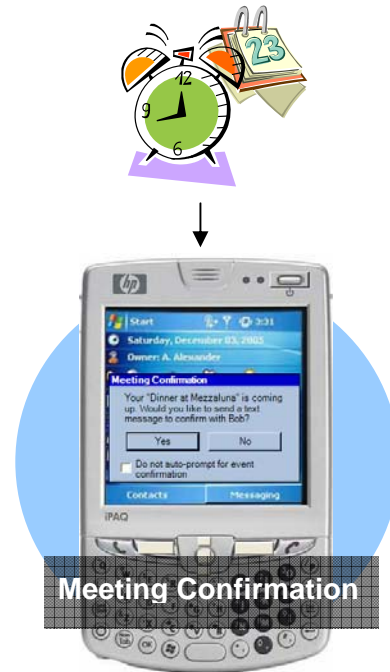 23
12
9
6
hp
Start 3:31
Saturday, December 03, 2005
Owner: A. Alexander
Meeting Confirmation
Your "Dinner at Mezzaluna" is coming
up. Would you like to send a text
message to confirm with Bob?
Yes No
Do not auto-prompt for event
confirmation
Contacts Messaging
iPAQ
Meeting Confirmation
OK